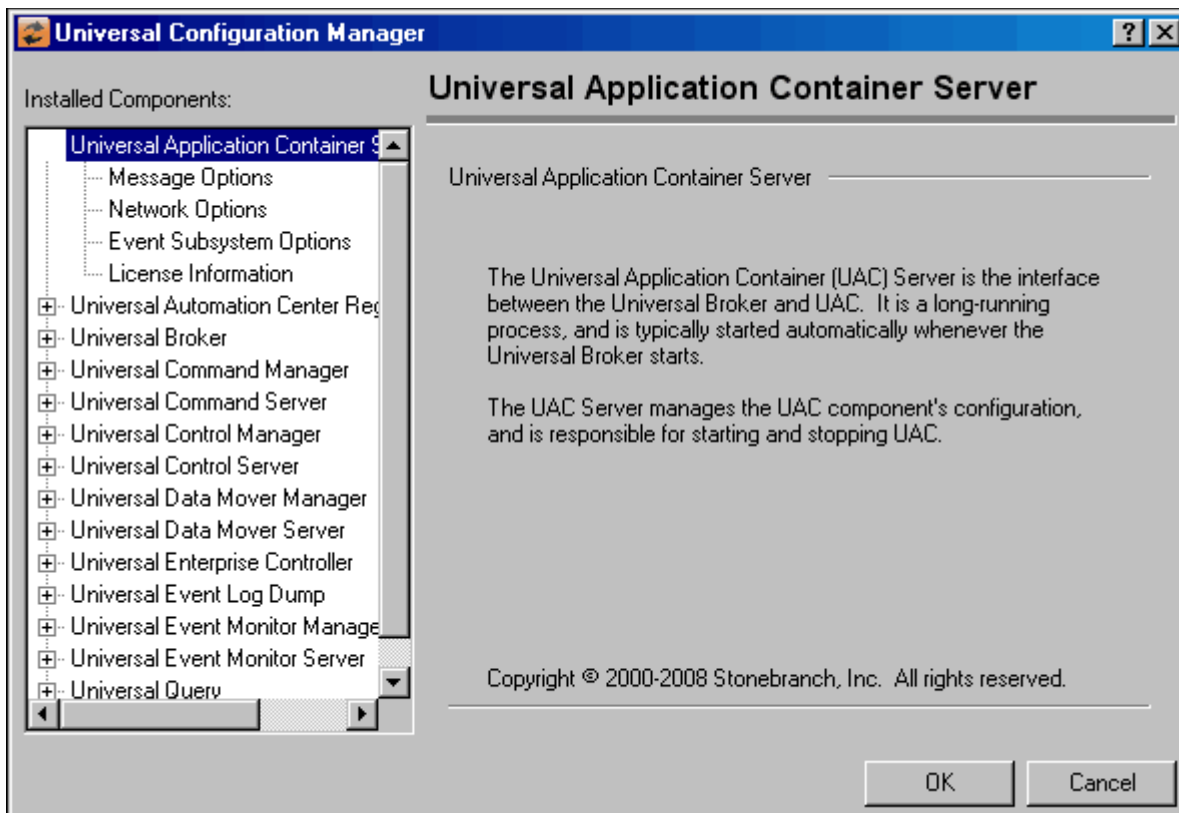 Universal Configuration Manager
Installed Components:
Universal Application Container S
Message Options
Network Options
Event Subsystem Options
License Information
Universal Automation Center Reg
Universal Broker
Universal Command Manager
Universal Command Server
Universal Control Manager
Universal Control Server
Universal Data Mover Manager
Universal Data Mover Server
Universal Enterprise Controller
Universal Event Log Dump
Universal Event Monitor Manage
Universal Event Monitor Server
Universal Query
Universal Application Container Server
Universal Application Container Server
The Universal Application Container (UAC) Server is the interface
between the Universal Broker and UAC. It is a long-running
process, and is typically started automatically whenever the
Universal Broker starts.
The UAC Server manages the UAC component's configuration,
and is responsible for starting and stopping UAC.
Copyright © 2000-2008 Stonebranch, Inc. All rights reserved.
OK
Cancel